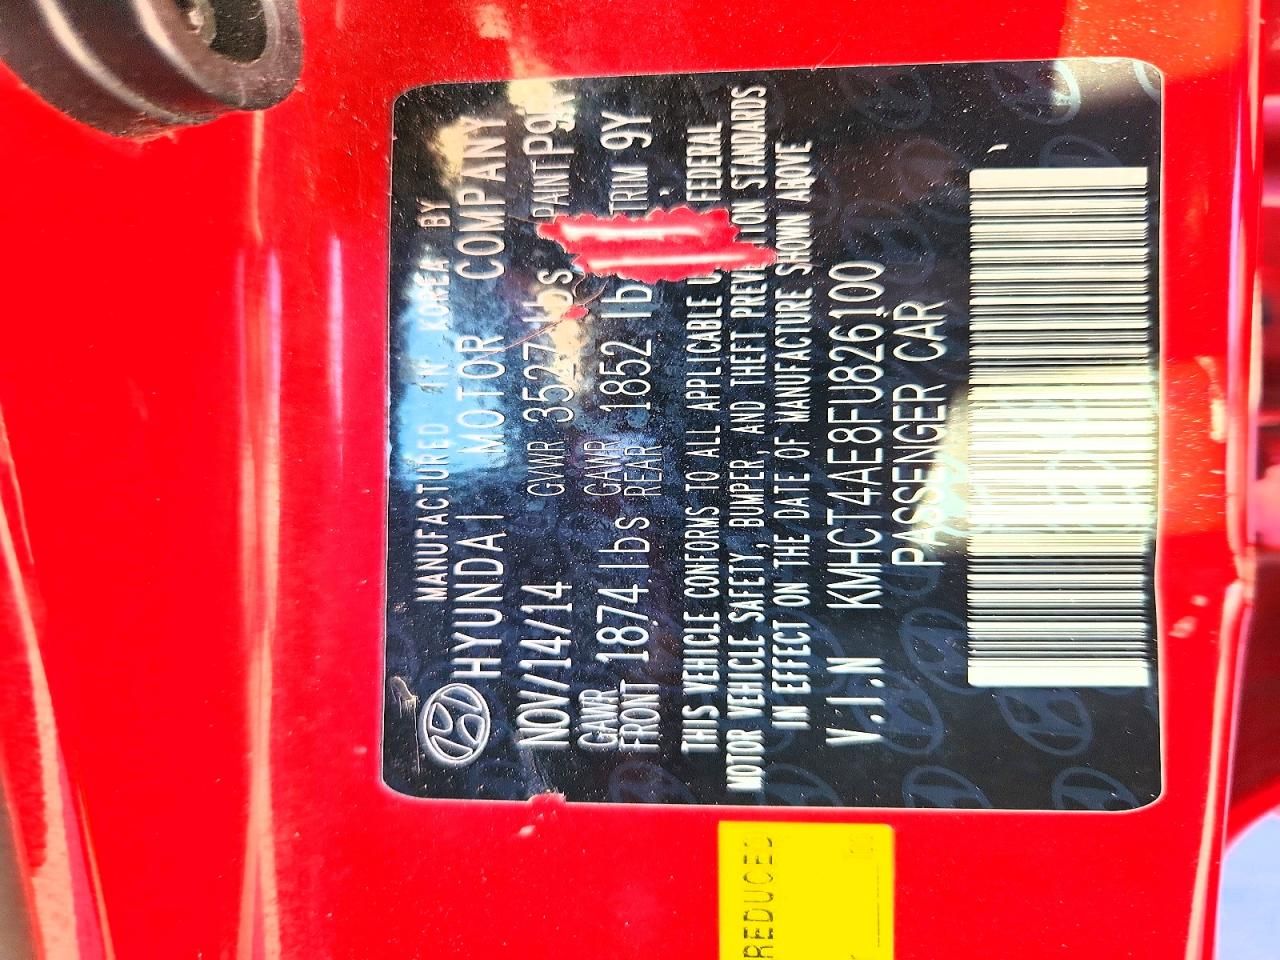 MANUFACTURED IN KOREA BY
HYUNDAI MOTOR COMPANY
NOV/14/14 GVWR 3527 lbs PAINT
GAWR FRONT 1874 lbs GAWR REAR 1852 lb TRIM 9Y
THIS VEHICLE CONFORMS TO ALL APPLICABLE FEDERAL
MOTOR VEHICLE SAFETY, BUMPER, AND THEFT STANDARDS
IN EFFECT ON THE DATE OF MANUFACTURE SHOWN ABOVE
V.I.N KMHCT4AE8FU826100
PASSENGER CAR
REDUCED